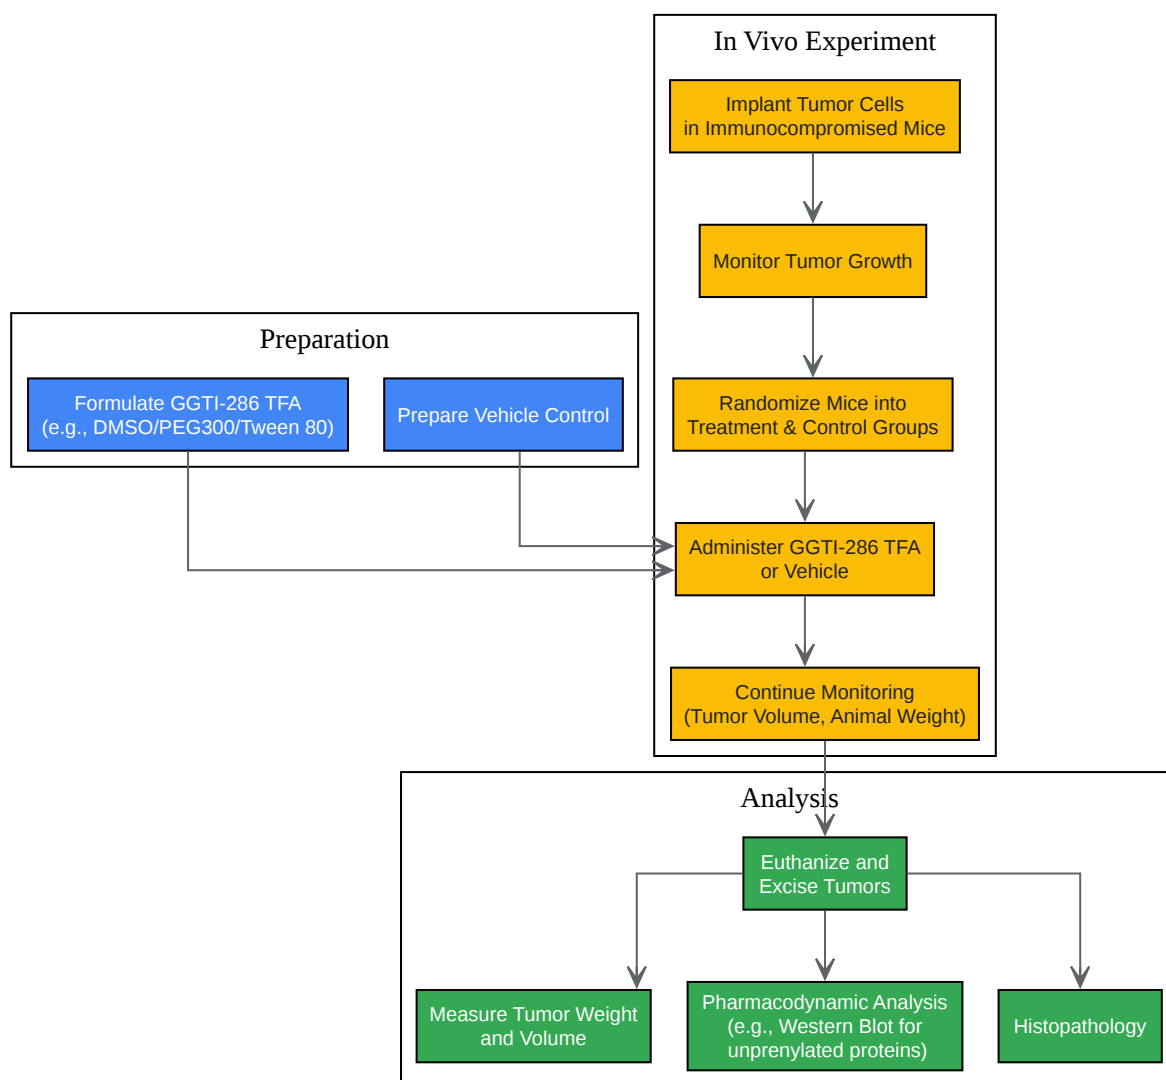 In Vivo Experiment
Implant Tumor Cells
in Immunocompromised Mice
Monitor Tumor Growth
Preparation
Formulate GGTI-286 TFA
(e.g., DMSO/PEG300/Tween 80)
Prepare Vehicle Control
Randomize Mice into
Treatment & Control Groups
Administer GGTI-286 TFA
or Vehicle
Continue Monitoring
(Tumor Volume, Animal Weight)
Analysis
Euthanize and
Excise Tumors
Measure Tumor Weight
and Volume
Pharmacodynamic Analysis
(e.g., Western Blot for
unprenylated proteins)
Histopathology